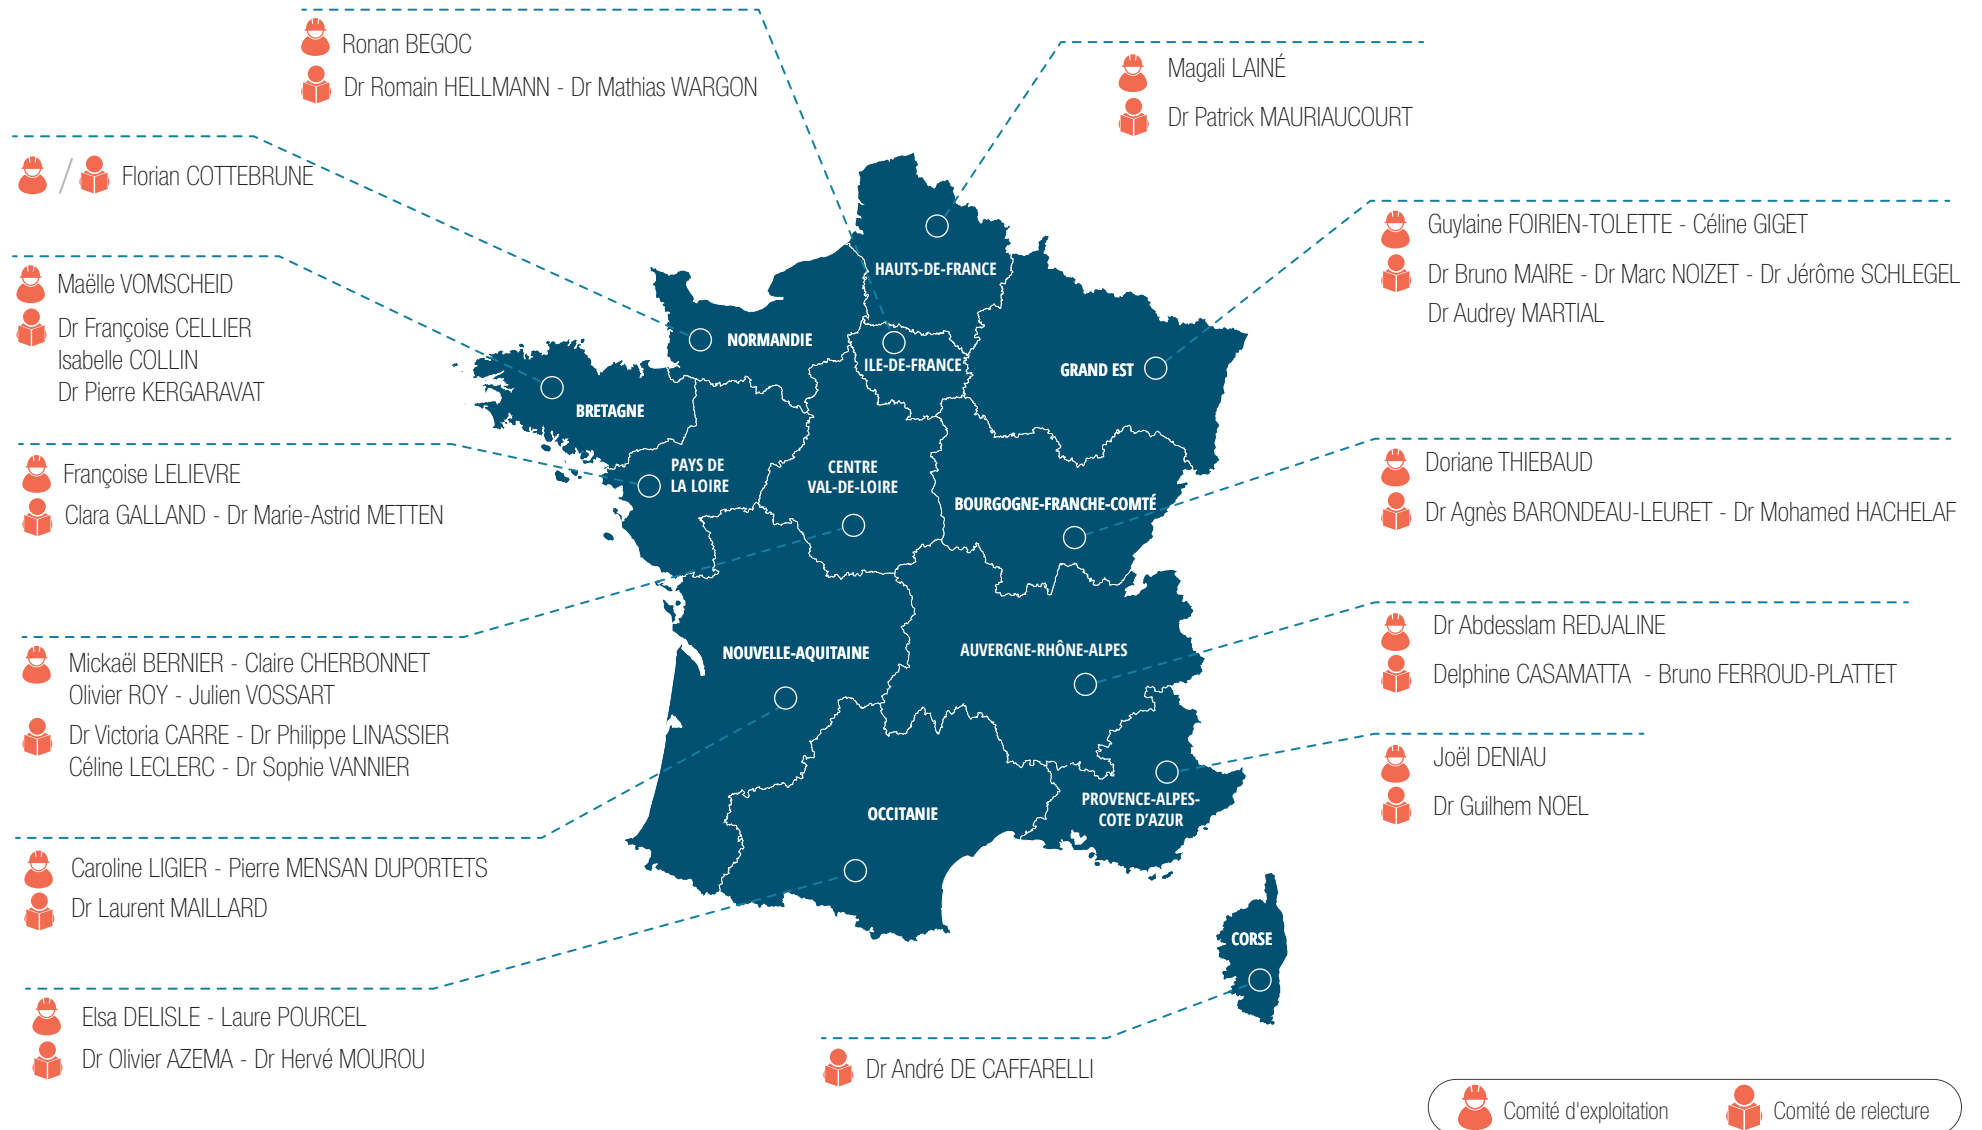 Ronan BEGOC
Dr Romain HELLMANN - Dr Mathias WARGON
Magali LAINÉ
Dr Patrick MAURIAUCOURT
/ Florian COTTEBRUNE
Guylaine FOIRIEN-TOLETTE - Céline GIGET
Dr Bruno MAIRE - Dr Marc NOIZET - Dr Jérôme SCHLEGEL
Dr Audrey MARTIAL
Maëlle VOMSCHEID
Dr Françoise CELLIER
Isabelle COLLIN
Dr Pierre KERGARAVAT
Françoise LELIEVRE
Clara GALLAND - Dr Marie-Astrid METTEN
Doriane THIEBAUD
Dr Agnès BARONDEAU-LEURET - Dr Mohamed HACHELAF
Mickaël BERNIER - Claire CHERBONNET
Olivier ROY - Julien VOSSART
Dr Victoria CARRE - Dr Philippe LINASSIER
Céline LECLERC - Dr Sophie VANNIER
Dr Abdesslam REDJALINE
Delphine CASAMATTA - Bruno FERROUD-PLATTET
Joël DENIAU
Dr Guilhem NOEL
Caroline LIGIER - Pierre MENSAN DUPORTETS
Dr Laurent MAILLARD
Elsa DELISLE - Laure POURCEL
Dr Olivier AZEMA - Dr Hervé MOUROU
Dr André DE CAFFARELLI
HAUTS-DE-FRANCE
NORMANDIE
ILE-DE-FRANCE
GRAND EST
BRETAGNE
PAYS DE
LA LOIRE
CENTRE
VAL-DE-LOIRE
BOURGOGNE-FRANCHE-COMTÉ
NOUVELLE-AQUITAINE
AUVERGNE-RHÔNE-ALPES
OCCITANIE
PROVENCE-ALPES-
COTE D'AZUR
CORSE
Comité d'exploitation
Comité de relecture